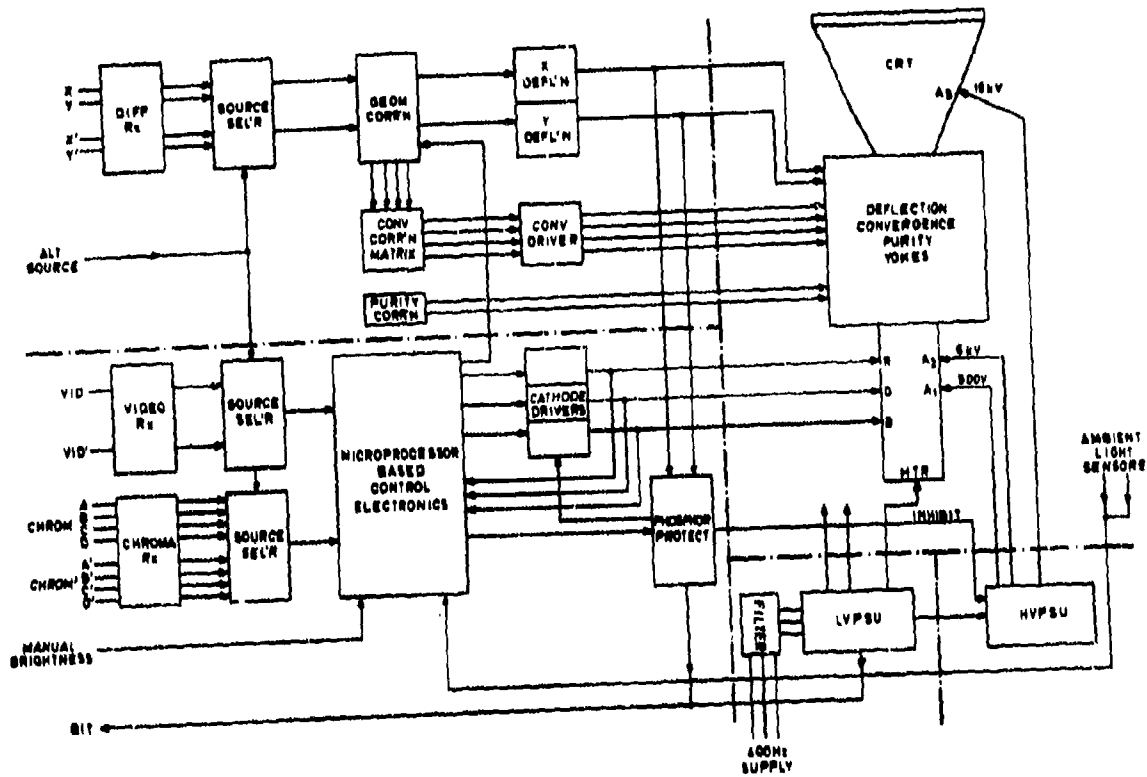 X
Y
X'
Y'
DIFF
Rx
SOURCE
SEL'R
GEOM
CORR'N
X
DEFL'N
Y
DEFL'N
CRT
A3
18kV
CONV
CORR'N
MATRIX
CONV
DRIVER
DEFLECTION
CONVERGENCE
PURITY
YOKES
ALT
SOURCE
PURITY
CORR'N
VID
VID'
VIDEO
Rx
SOURCE
SEL'R
MICROPROCESSOR
BASED
CONTROL
ELECTRONICS
CATHODE
DRIVERS
R
G
B
A2
6kV
A1
500V
HTR
AMBIENT
LIGHT
SENSORS
CHROM
A
B
C
D
CHROM'
A'
B'
C'
D'
CHROMA
Rx
SOURCE
SEL'R
PHOSPHOR
PROTECT
INHIBIT
FILTER
LVPSU
HVPSU
MANUAL
BRIGHTNESS
BIT
400Hz
SUPPLY